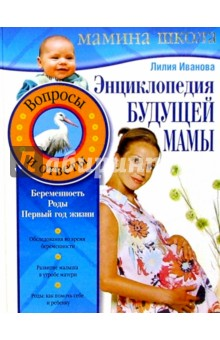 мамина школа
Лилия Иванова
Энциклопедия
БУДУЩЕЙ
МАМЫ
Вопросы
и ответы
Беременность
Роды
Первый год жизни
Обследования во время
беременности
Развитие малыша
в утробе матери
Роды: как помочь себе
и ребенку